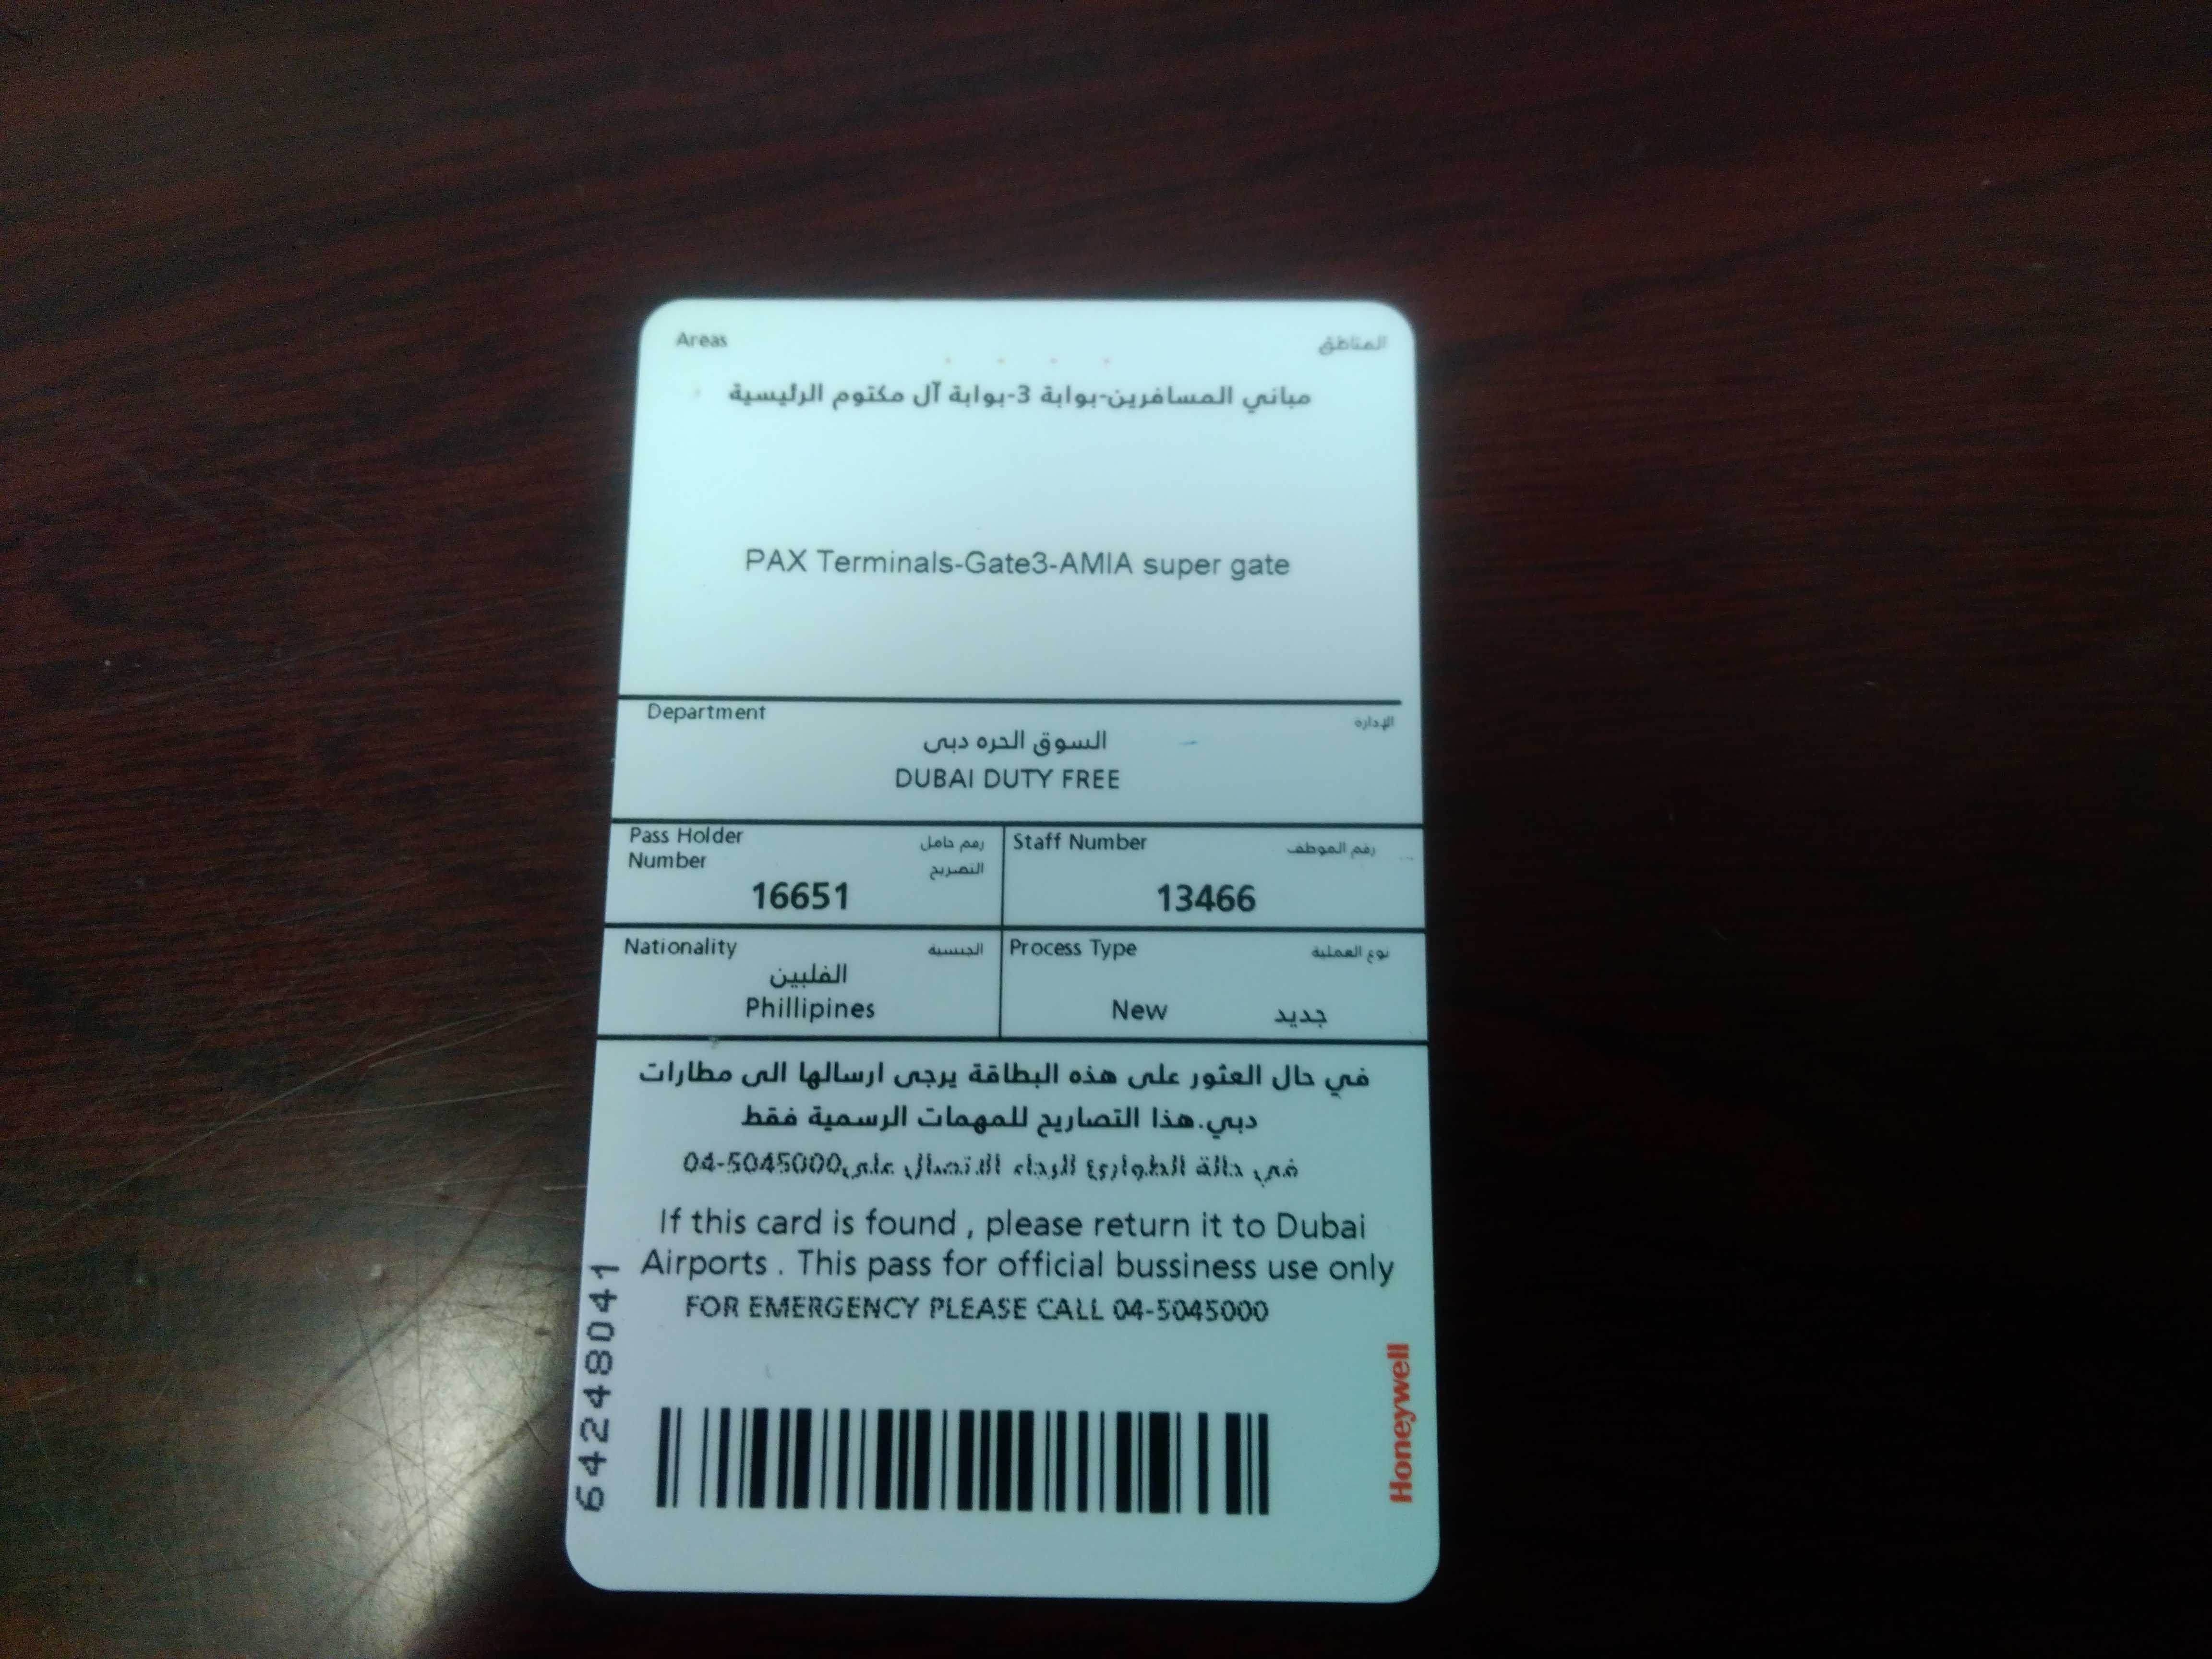 Areas المناطق
مباني المسافرين-بوابة 3-بوابة آل مكتوم الرئيسية
PAX Terminals-Gate3-AMIA super gate
Department الإدارة
السوق الحره دبى
DUBAI DUTY FREE
Pass Holder رقم حامل
Number التصريح
16651
Staff Number رقم الموظف
13466
Nationality الجنسية
الفلبين
Phillipines
Process Type نوع العملية
New جديد
في حال العثور على هذه البطاقة يرجى ارسالها الى مطارات
دبي.هذا التصاريح للمهمات الرسمية فقط
في حالة الطوارئ الرجاء الاتصال على04-5045000
If this card is found , please return it to Dubai
Airports . This pass for official bussiness use only
FOR EMERGENCY PLEASE CALL 04-5045000
64248041
Honeywell